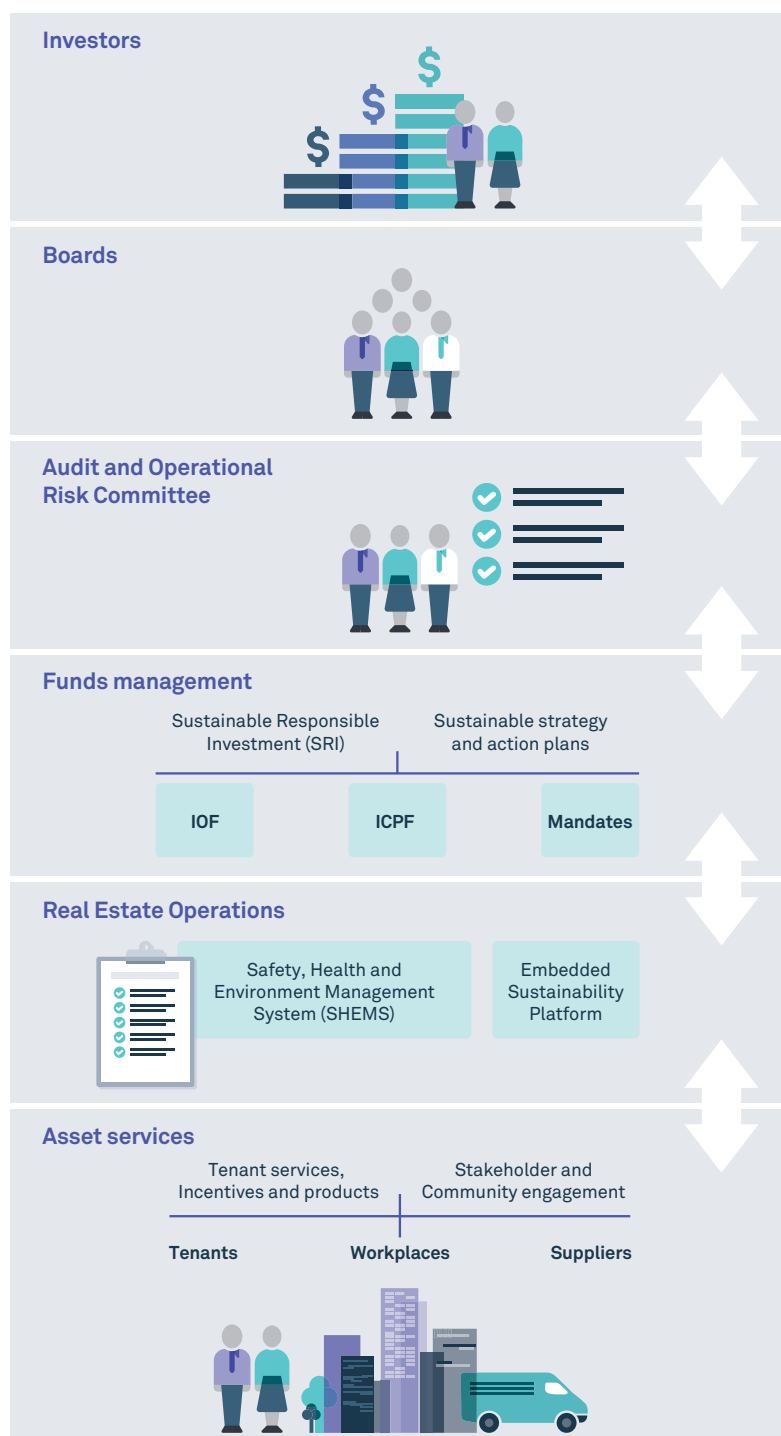 Investors
$
$
$
Boards
Audit and Operational
Risk Committee
Funds management
Sustainable Responsible
Investment (SRI)
Sustainable strategy
and action plans
IOF
ICPF
Mandates
Real Estate Operations
Safety, Health and
Environment Management
System (SHEMS)
Embedded
Sustainability
Platform
Asset services
Tenant services,
Incentives and products
Stakeholder and
Community engagement
Tenants
Workplaces
Suppliers